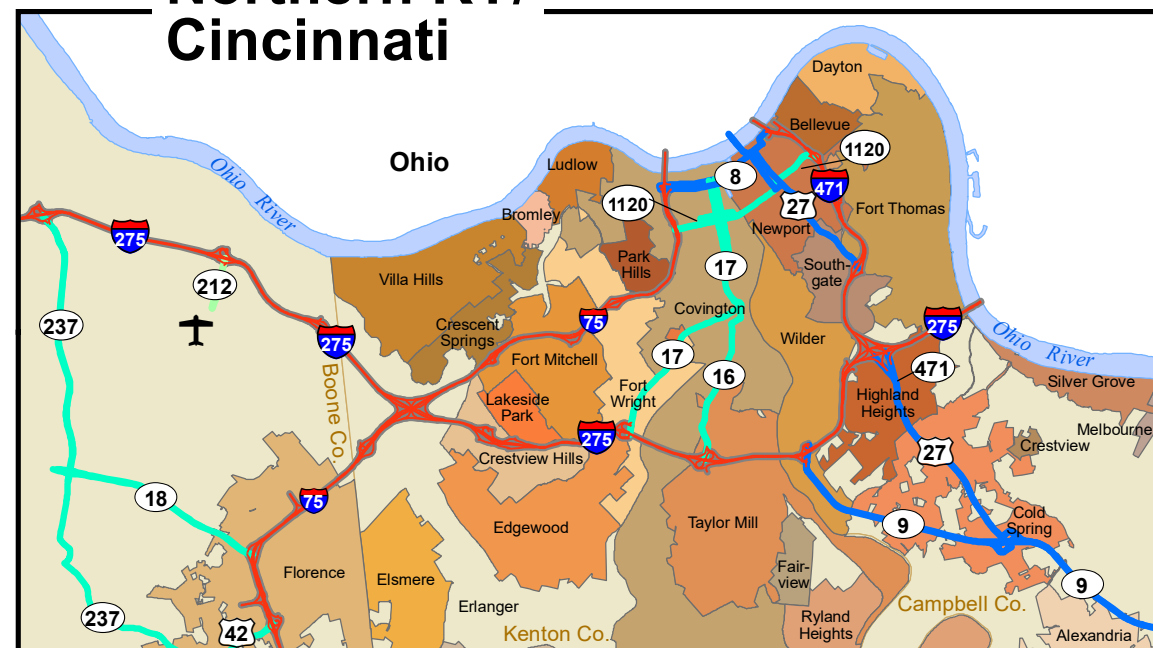 Northern KY/
Cincinnati
Dayton
Bellevue
Ohio
Ludlow
1120
8
Ohio River
1120
471
27
Bromley
Fort Thomas
Newport
275
Park
Hills
South-
gate
17
Villa Hills
212
Covington
237
275
Crescent
Springs
75
275
Ohio River
Wilder
Fort Mitchell
17
16
471
Silver Grove
Boone Co.
Lakeside
Park
Fort
Wright
Highland
Heights
Melbourne
Crestview
275
27
Crestview Hills
18
75
Edgewood
Taylor Mill
9
Cold
Spring
Florence
Elsmere
Fair-
view
9
Erlanger
Campbell Co.
237
42
Kenton Co.
Ryland
Heights
Alexandria